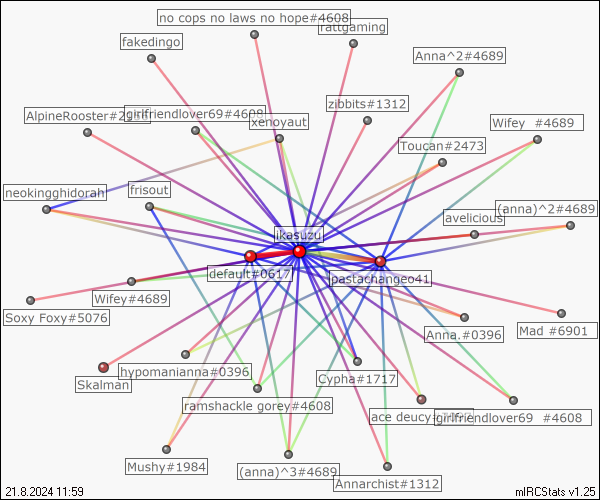 no cops no laws no hope#4608
rattgaming
fakedingo
Anna^2#4689
zibbits#1312
AlpineRooster#
girlfriendlover69#4608
xenoyaut
Wifey #4689
Toucan#2473
neokingghidorah
frisout
avelicious
(anna)^2#4689
ikasuzu
default#0617
pastachangeo41
Wifey#4689
Soxy Foxy#5076
Mad #6901
Anna.#0396
Skalman
hypomanianna#0396
Cypha#1717
ramshackle gorey#4608
ace deucy
girlfriendlover69 #4608
Mushy#1984
(anna)^3#4689
Annarchist#1312
21.8.2024 11:59
mIRCStats v1.25